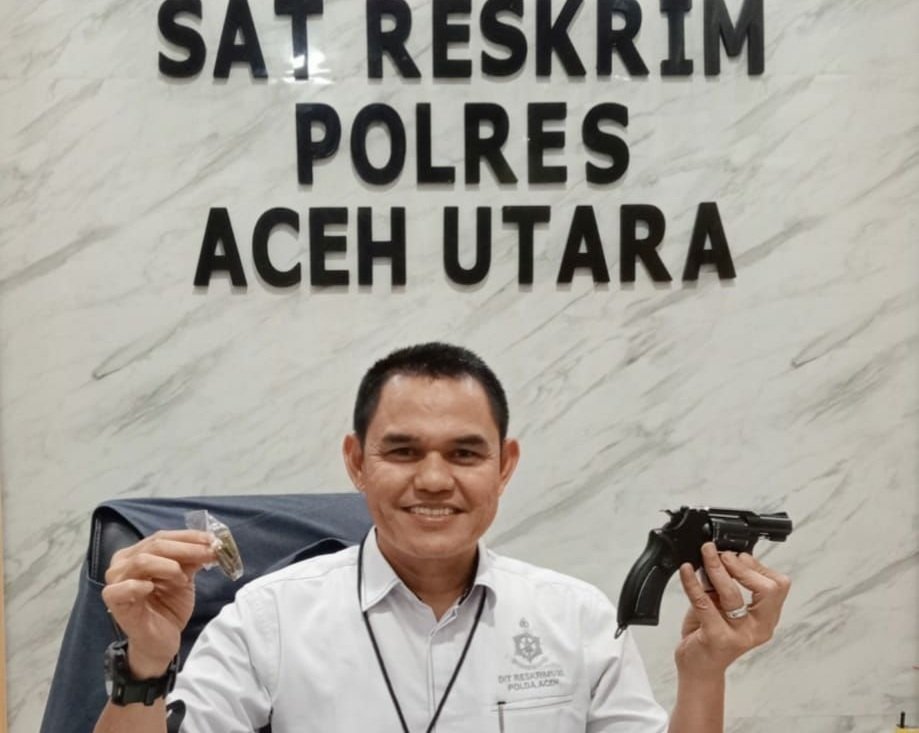 SAT RESKRIM
POLRES
ACEH UTARA
DIT RESKRIMUM
POLDA ACEH